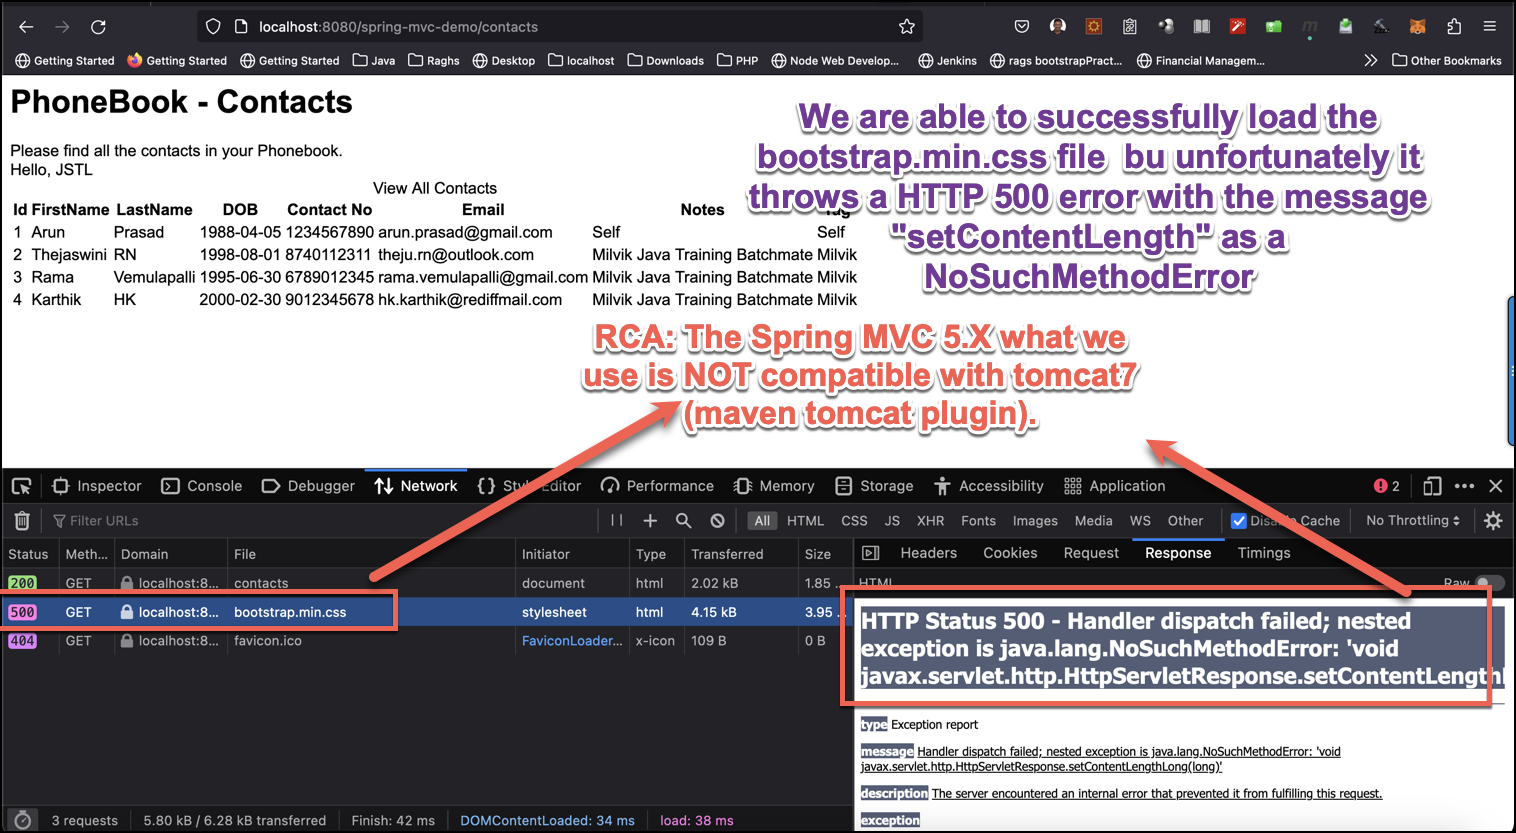 localhost:8080/spring-mvc-demo/contacts
Getting Started Getting Started Getting Started Java Raghs Desktop localhost Downloads PHP Node Web Develop... Jenkins rags bootstrapPract... Financial Managem... Other Bookmarks
PhoneBook - Contacts
Please find all the contacts in your Phonebook.
Hello, JSTL
View All Contacts
Id FirstName LastName DOB Contact No Email Notes Tag
1 Arun Prasad 1988-04-05 1234567890 arun.prasad@gmail.com Self Self
2 Thejaswini RN 1998-08-01 8740112311 theju.rn@outlook.com Milvik Java Training Batchmate Milvik
3 Rama Vemulapalli 1995-06-30 6789012345 rama.vemulapalli@gmail.com Milvik Java Training Batchmate Milvik
4 Karthik HK 2000-02-30 9012345678 hk.karthik@rediffmail.com Milvik Java Training Batchmate Milvik
We are able to successfully load the
bootstrap.min.css file bu unfortunately it
throws a HTTP 500 error with the message
"setContentLength" as a
NoSuchMethodError
RCA: The Spring MVC 5.X what we
use is NOT compatible with tomcat7
(maven tomcat plugin).
Inspector Console Debugger Network Style Editor Performance Memory Storage Accessibility Application 2
Filter URLs All HTML CSS JS XHR Fonts Images Media WS Other Disable Cache No Throttling
Status Meth... Domain File Initiator Type Transferred Size
200 GET localhost:8... contacts document html 2.02 kB 1.85 ...
500 GET localhost:8... bootstrap.min.css stylesheet html 4.15 kB 3.95 ...
404 GET localhost:8... favicon.ico FaviconLoader... x-icon 109 B 0 B
Headers Cookies Request Response Timings
HTML Raw
HTTP Status 500 - Handler dispatch failed; nested
exception is java.lang.NoSuchMethodError: 'void
javax.servlet.http.HttpServletResponse.setContentLength
type Exception report
message Handler dispatch failed; nested exception is java.lang.NoSuchMethodError: 'void
javax.servlet.http.HttpServletResponse.setContentLengthLong(long)'
description The server encountered an internal error that prevented it from fulfilling this request.
exception
3 requests 5.80 kB / 6.28 kB transferred Finish: 42 ms DOMContentLoaded: 34 ms load: 38 ms